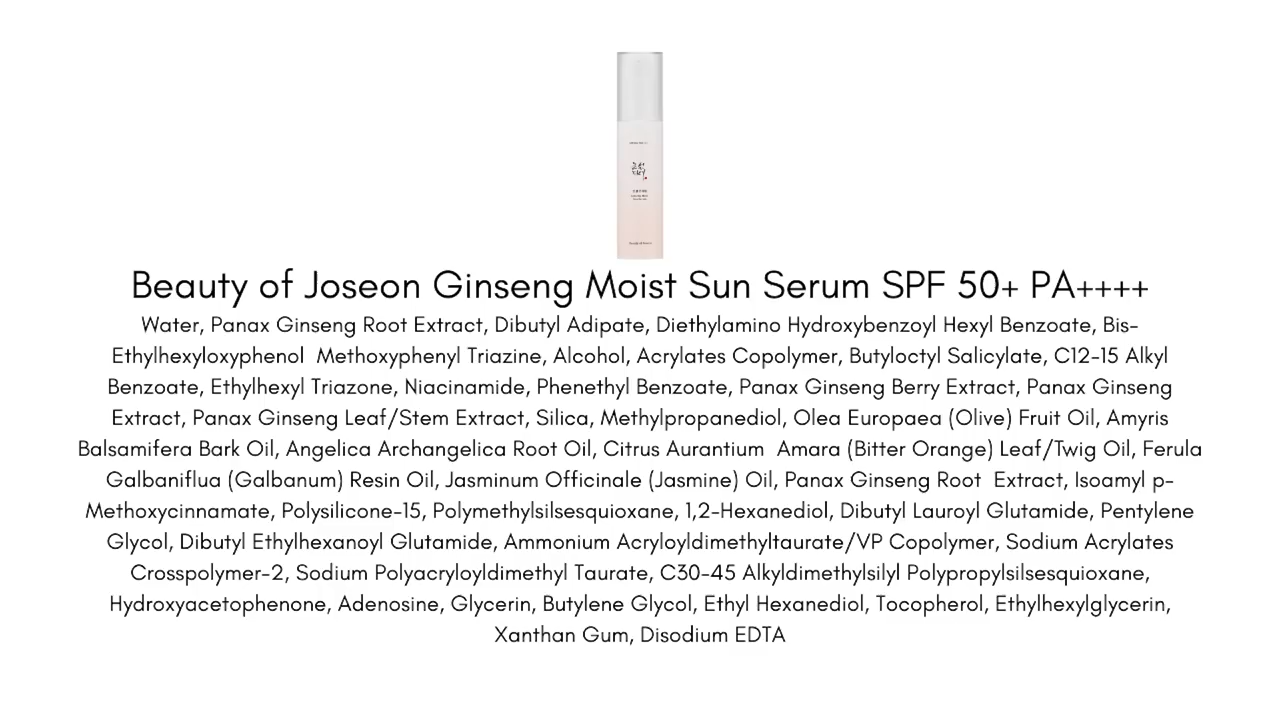 Beauty of Joseon Ginseng Moist Sun Serum SPF 50+ PA++++
Water, Panax Ginseng Root Extract, Dibutyl Adipate, Diethylamino Hydroxybenzoyl Hexyl Benzoate, Bis-
Ethylhexyloxyphenol  Methoxyphenyl Triazine, Alcohol, Acrylates Copolymer, Butyloctyl Salicylate, C12-15 Alkyl
Benzoate, Ethylhexyl Triazone, Niacinamide, Phenethyl Benzoate, Panax Ginseng Berry Extract, Panax Ginseng
Extract, Panax Ginseng Leaf/Stem Extract, Silica, Methylpropanediol, Olea Europaea (Olive) Fruit Oil, Amyris
Balsamifera Bark Oil, Angelica Archangelica Root Oil, Citrus Aurantium  Amara (Bitter Orange) Leaf/Twig Oil, Ferula
Galbaniflua (Galbanum) Resin Oil, Jasminum Officinale (Jasmine) Oil, Panax Ginseng Root  Extract, Isoamyl p-
Methoxycinnamate, Polysilicone-15, Polymethylsilsesquioxane, 1,2-Hexanediol, Dibutyl Lauroyl Glutamide, Pentylene
Glycol, Dibutyl Ethylhexanoyl Glutamide, Ammonium Acryloyldimethyltaurate/VP Copolymer, Sodium Acrylates
Crosspolymer-2, Sodium Polyacryloyldimethyl Taurate, C30-45 Alkyldimethylsilyl Polypropylsilsesquioxane,
Hydroxyacetophenone, Adenosine, Glycerin, Butylene Glycol, Ethyl Hexanediol, Tocopherol, Ethylhexylglycerin,
Xanthan Gum, Disodium EDTA